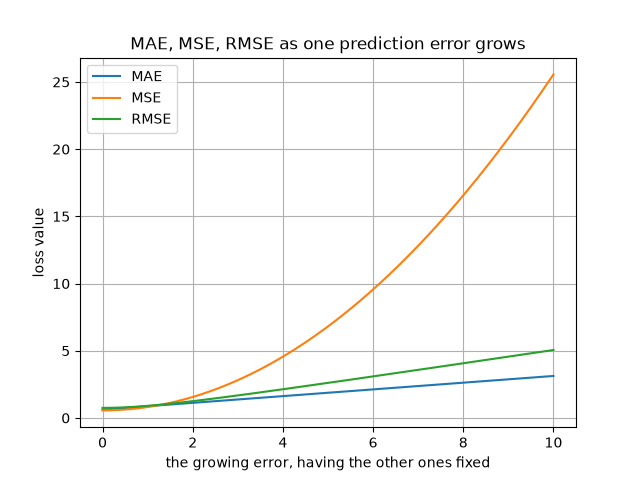 MAE, MSE, RMSE as one prediction error grows
MAE
MSE
RMSE
25
20
15
10
5
0
loss value
0 2 4 6 8 10
the growing error, having the other ones fixed